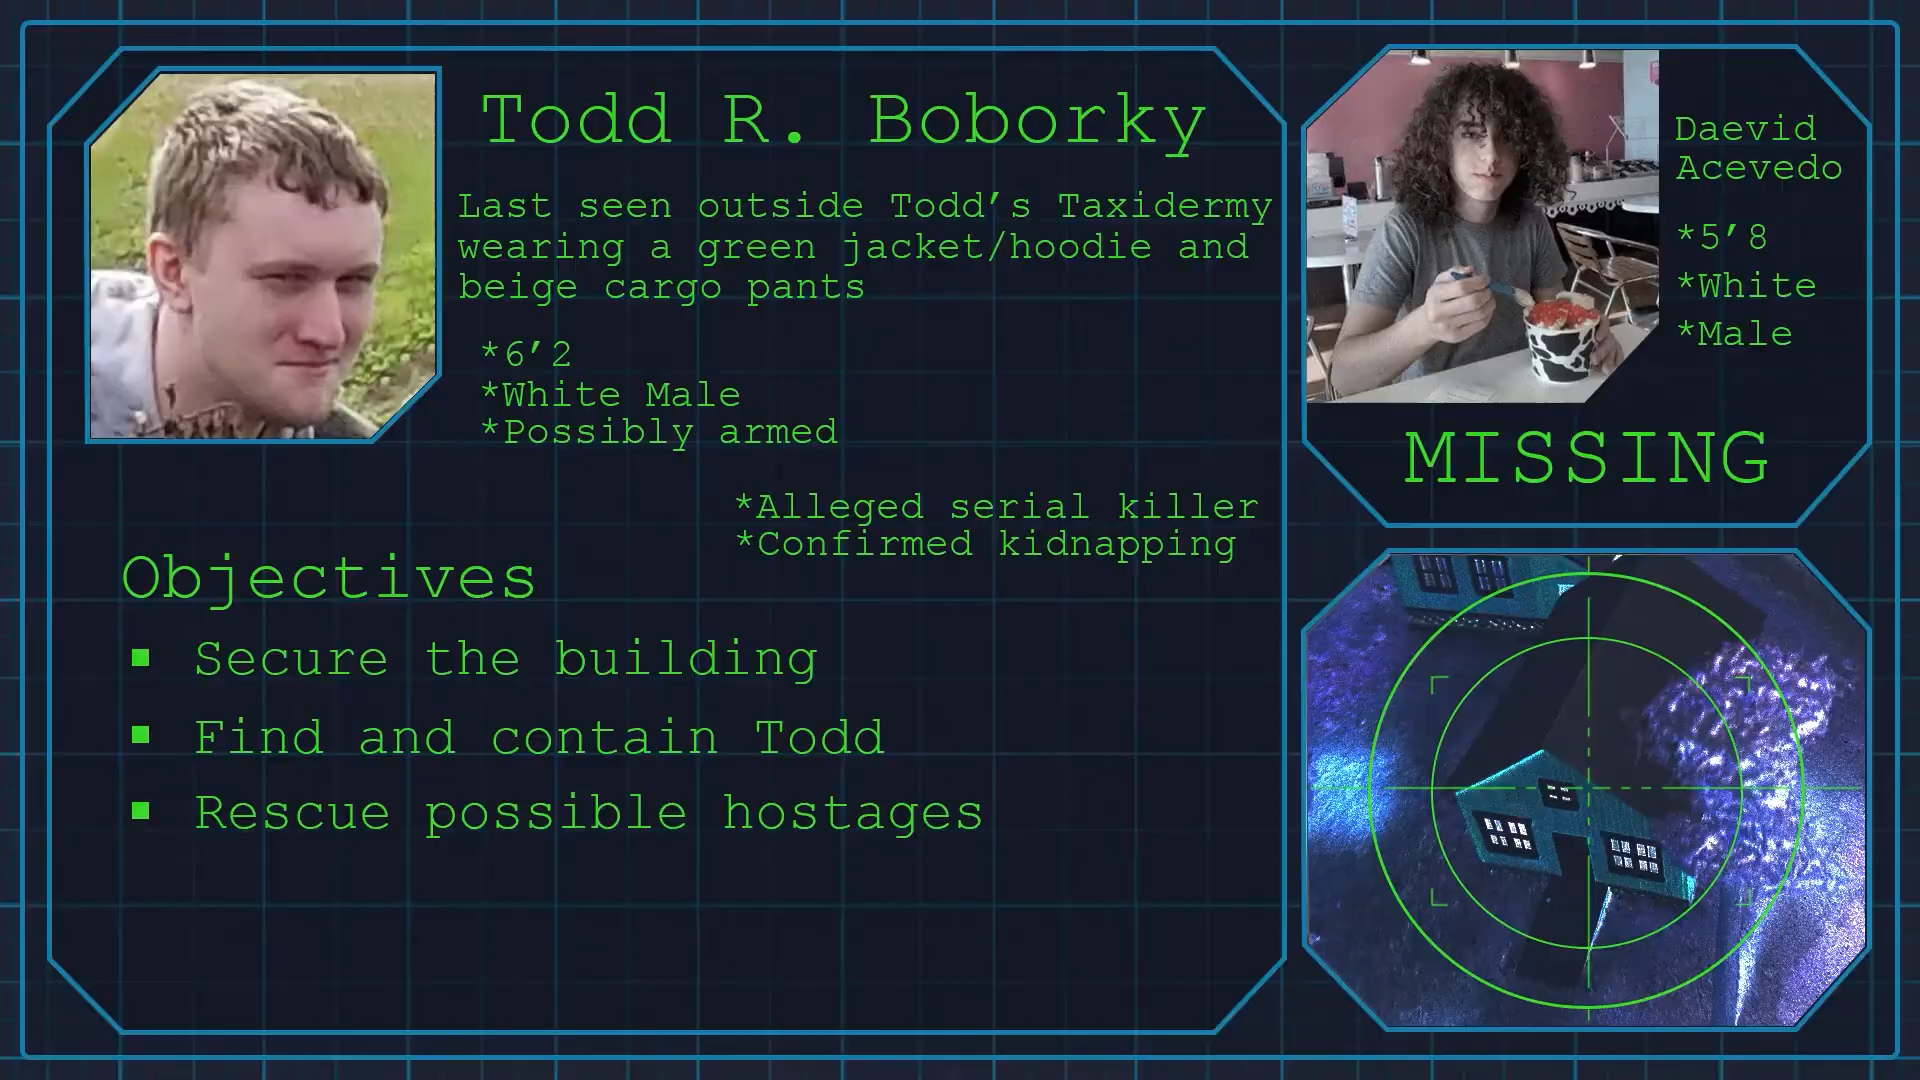 Todd R. Boborky
Last seen outside Todd’s Taxidermy
wearing a green jacket/hoodie and
beige cargo pants
*6’2
*White Male
*Possibly armed
*Alleged serial killer
*Confirmed kidnapping
Objectives
▪ Secure the building
▪ Find and contain Todd
▪ Rescue possible hostages
Daevid
Acevedo
*5’8
*White
*Male
MISSING